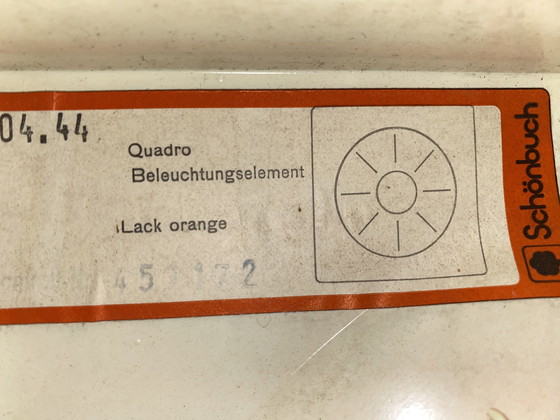 04.44
Quadro
Beleuchtungselement
Lack orange
Schönbuch